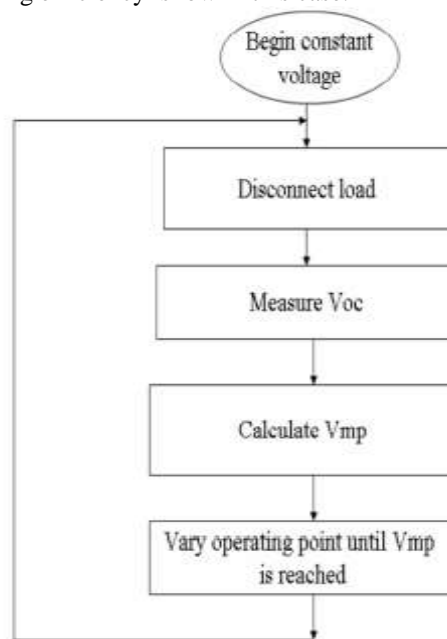 Begin constant
voltage
Disconnect load
Measure Voc
Calculate Vmp
Vary operating point until Vmp
is reached